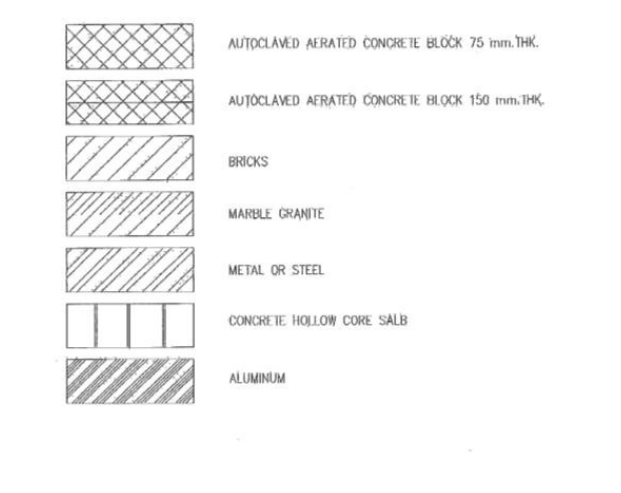 AUTOCLAVED AERATED CONCRETE BLOCK 75 mm.THK.
AUTOCLAVED AERATED CONCRETE BLOCK 150 mm.THK.
BRICKS
MARBLE GRANITE
METAL OR STEEL
CONCRETE HOLLOW CORE SALB
ALUMINUM